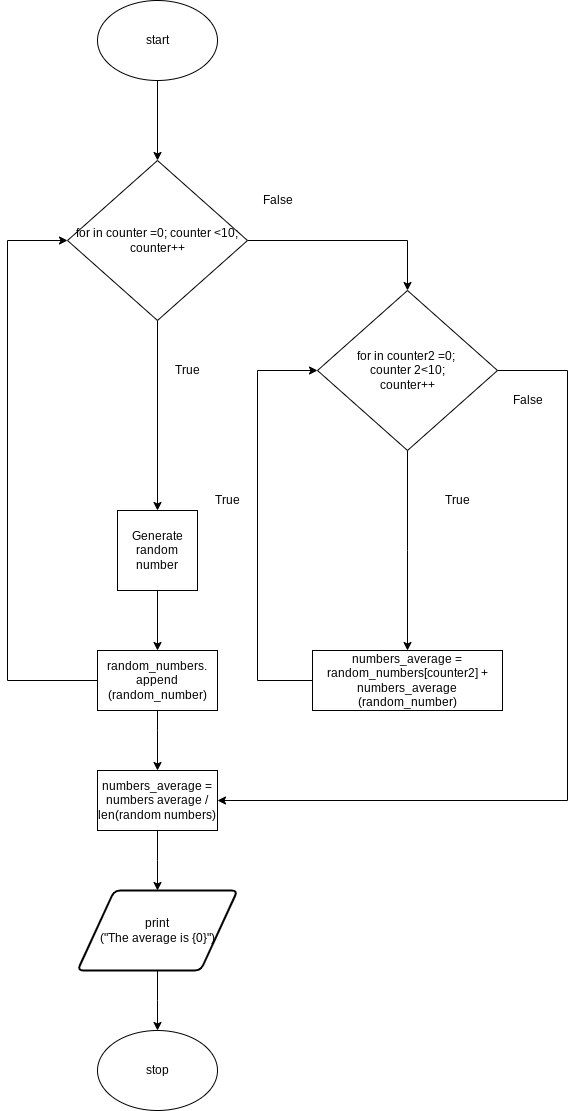 start
False
for in counter =0; counter <10;
counter++
for in counter2 =0;
counter 2<10;
counter++
True
False
True
True
Generate
random
number
random_numbers.
append
(random_number)
numbers_average =
random_numbers[counter2] +
numbers_average
(random_number)
numbers_average =
numbers average /
len(random numbers)
print
("The average is {0}")
stop